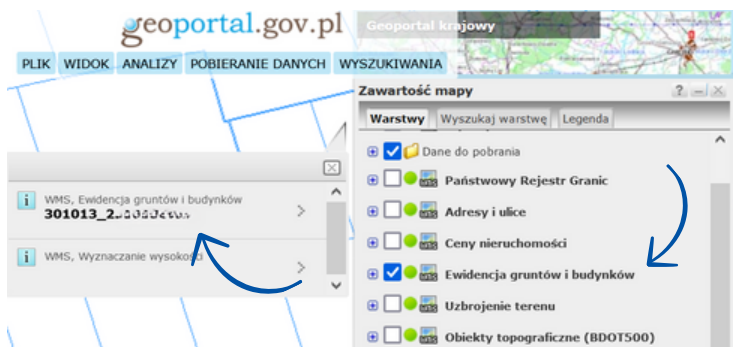 geoportal.gov.pl
Geoportal krajowy
PLIK WIDOK ANALIZY POBIERANIE DANYCH WYSZUKIWANIA
Zawartość mapy
Warstwy Wyszukaj warstwę Legenda
Dane do pobrania
Państwowy Rejestr Granic
Adresy i ulice
Ceny nieruchomości
Ewidencja gruntów i budynków
Uzbrojenie terenu
Obiekty topograficzne (BDOT500)
WMS, Ewidencja gruntów i budynków
WMS, Wyznaczanie wysokości